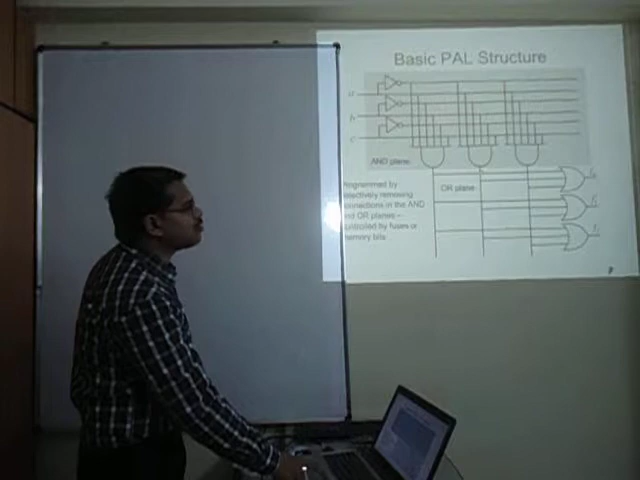 Basic PAL Structure
a
b
c
AND plane
OR plane
Programmed by
selectively removing
connections in the AND
and OR planes –
controlled by fuses or
memory bits